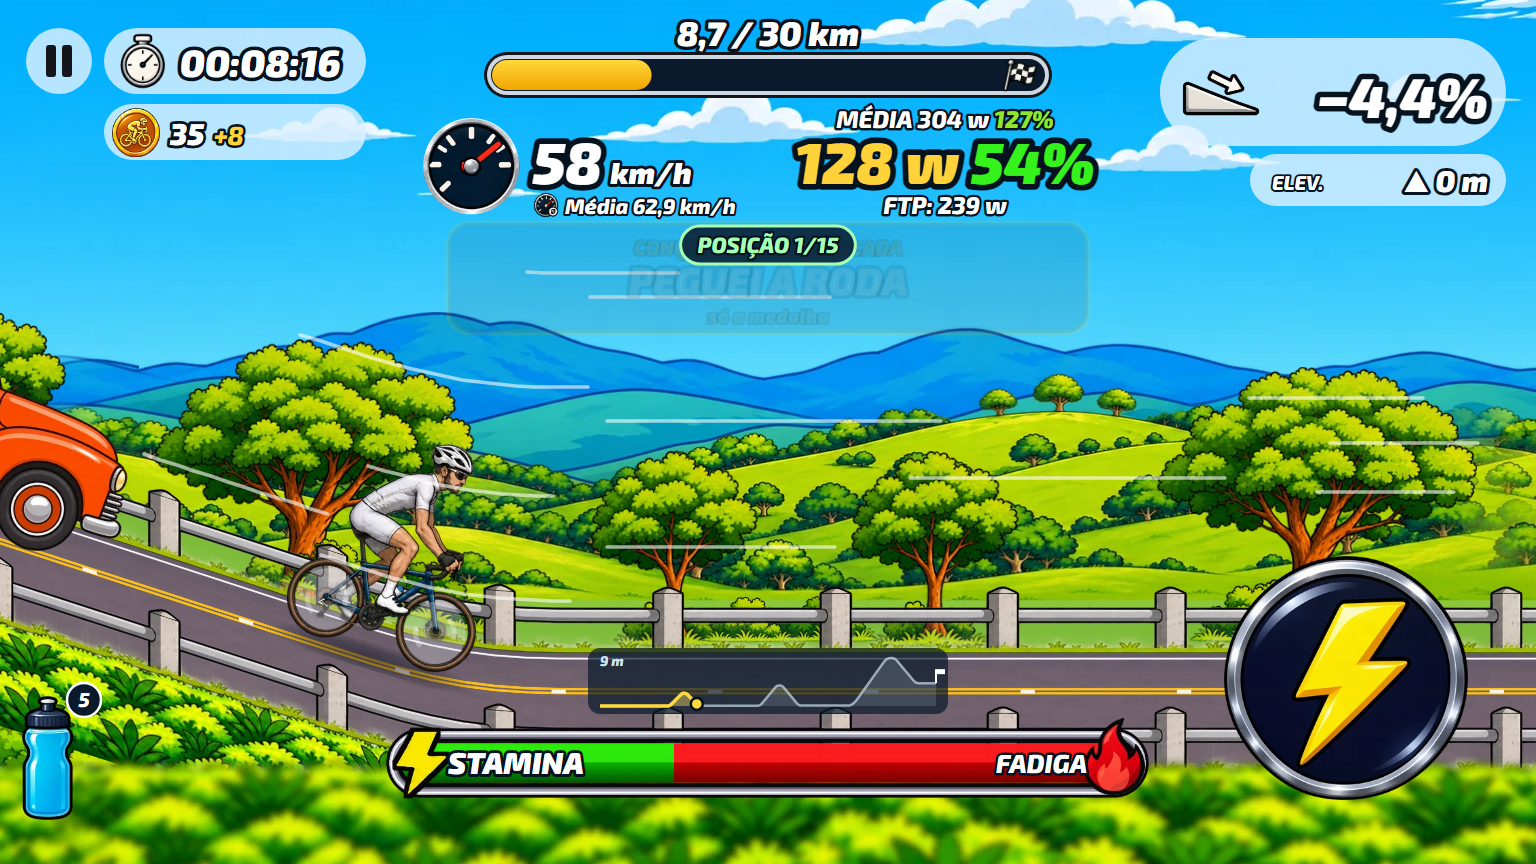 8,7 / 30 km
00:08:16
-4,4%
35 +8
MÉDIA 304 w 127%
58 km/h
128 w 54%
Média 62,9 km/h
FTP: 239 w
ELEV. 0 m
POSIÇÃO 1/15
PEGUEI A RODA
só a medalha
9 m
5
STAMINA
FADIGA